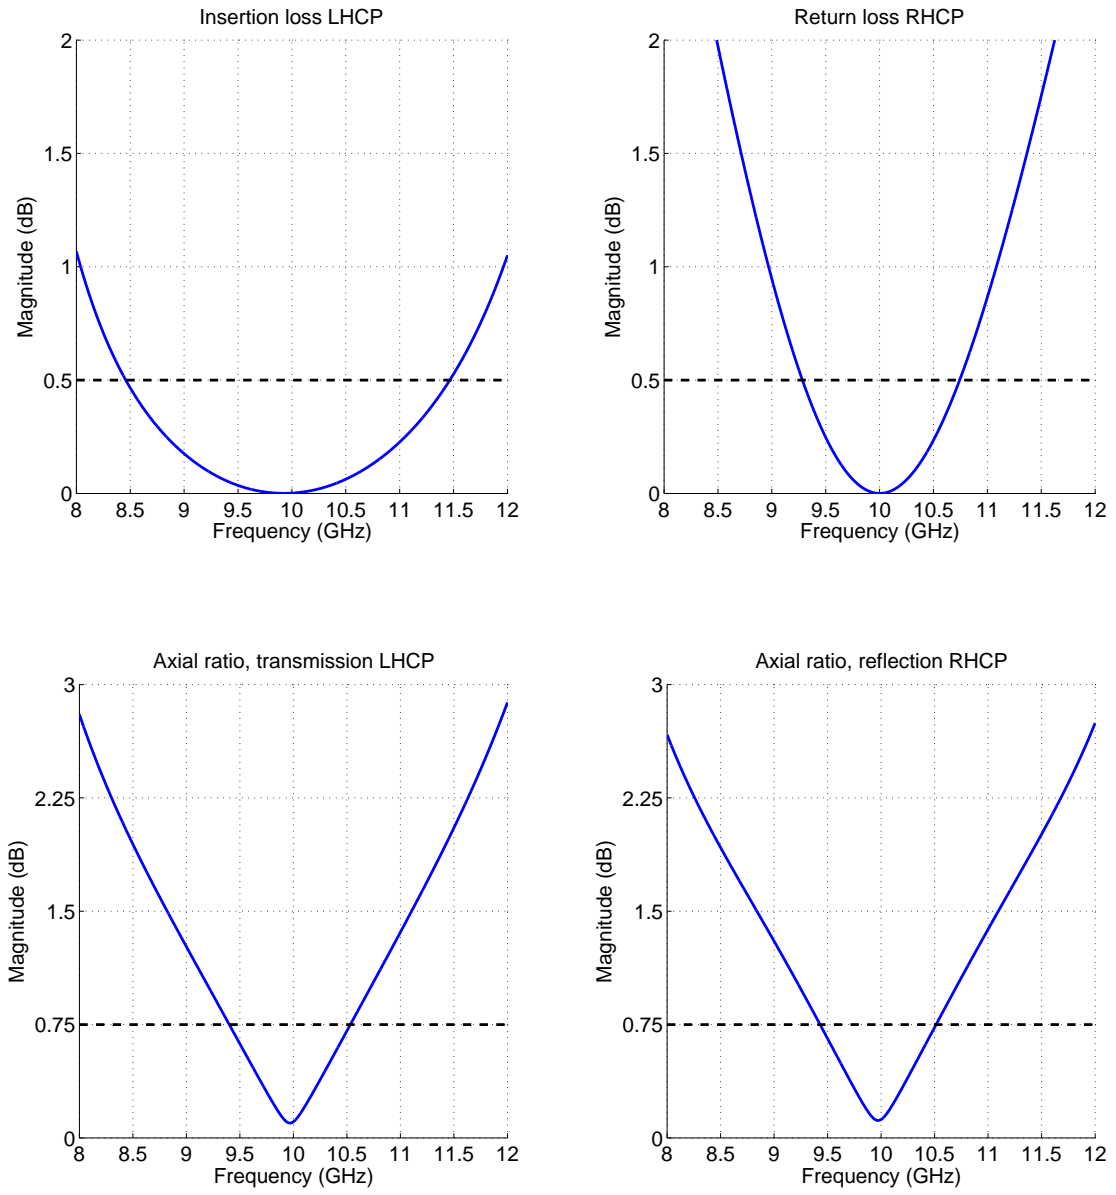 Insertion loss LHCP
2
1.5
1
0.5
0
Magnitude (dB)
8 8.5 9 9.5 10 10.5 11 11.5 12
Frequency (GHz)
Return loss RHCP
2
1.5
1
0.5
0
Magnitude (dB)
8 8.5 9 9.5 10 10.5 11 11.5 12
Frequency (GHz)
Axial ratio, transmission LHCP
3
2.25
1.5
0.75
0
Magnitude (dB)
8 8.5 9 9.5 10 10.5 11 11.5 12
Frequency (GHz)
Axial ratio, reflection RHCP
3
2.25
1.5
0.75
0
Magnitude (dB)
8 8.5 9 9.5 10 10.5 11 11.5 12
Frequency (GHz)